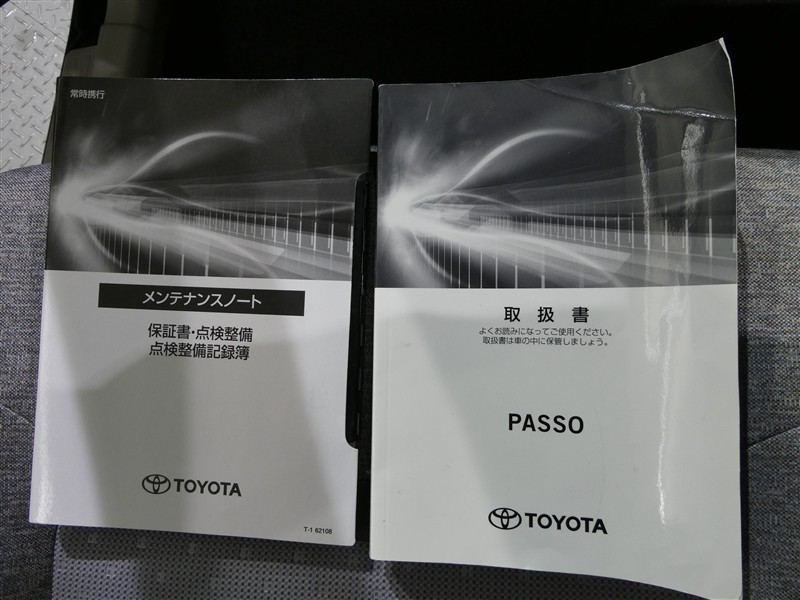 常時携行
メンテナンスノート
保証書・点検整備
点検整備記録簿
TOYOTA
T-1 62108
取扱書
よくお読みになってご使用ください。
取扱書は車の中に保管しましょう。
PASSO
TOYOTA